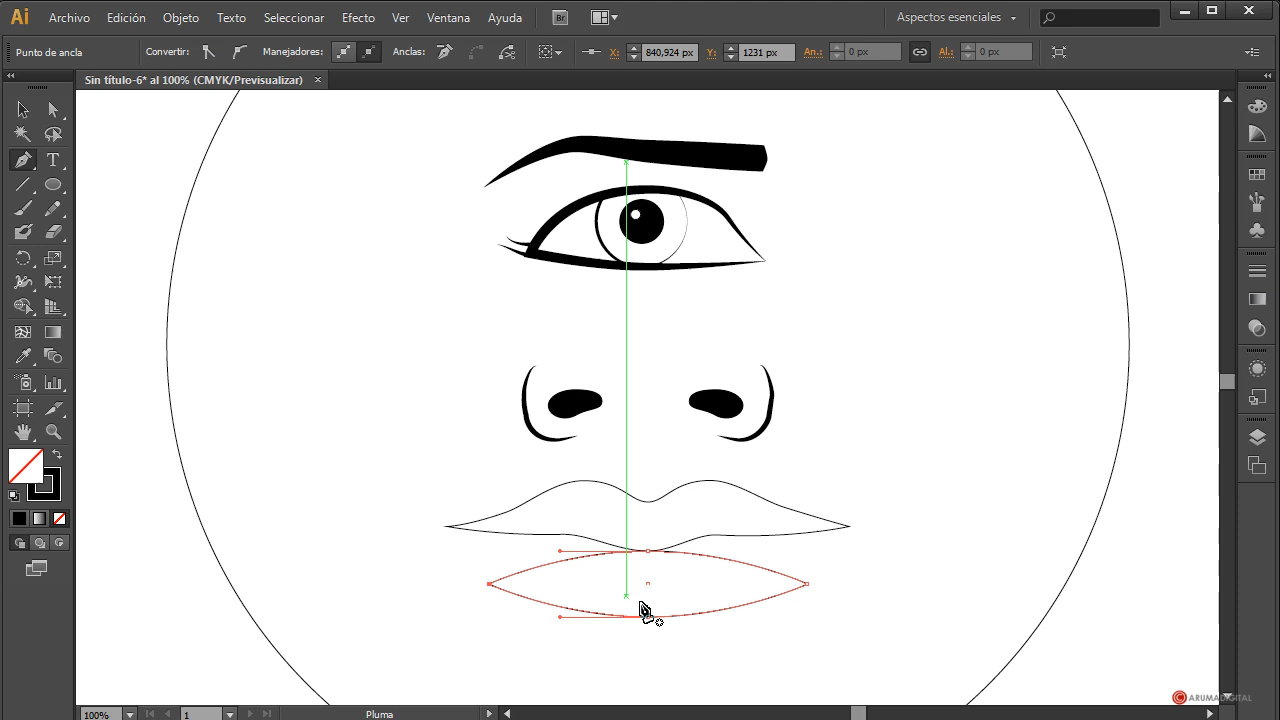 Ai Archivo Edición Objeto Texto Seleccionar Efecto Ver Ventana Ayuda Br Aspectos esenciales
Punto de ancla Convertir: Manejadores: Anclas: X: 840,924 px Y: 1231 px An.: 0 px Al.: 0 px
Sin título-6* al 100% (CMYK/Previsualizar) ×
T
© ARUMADIGITAL
100% 1 Pluma